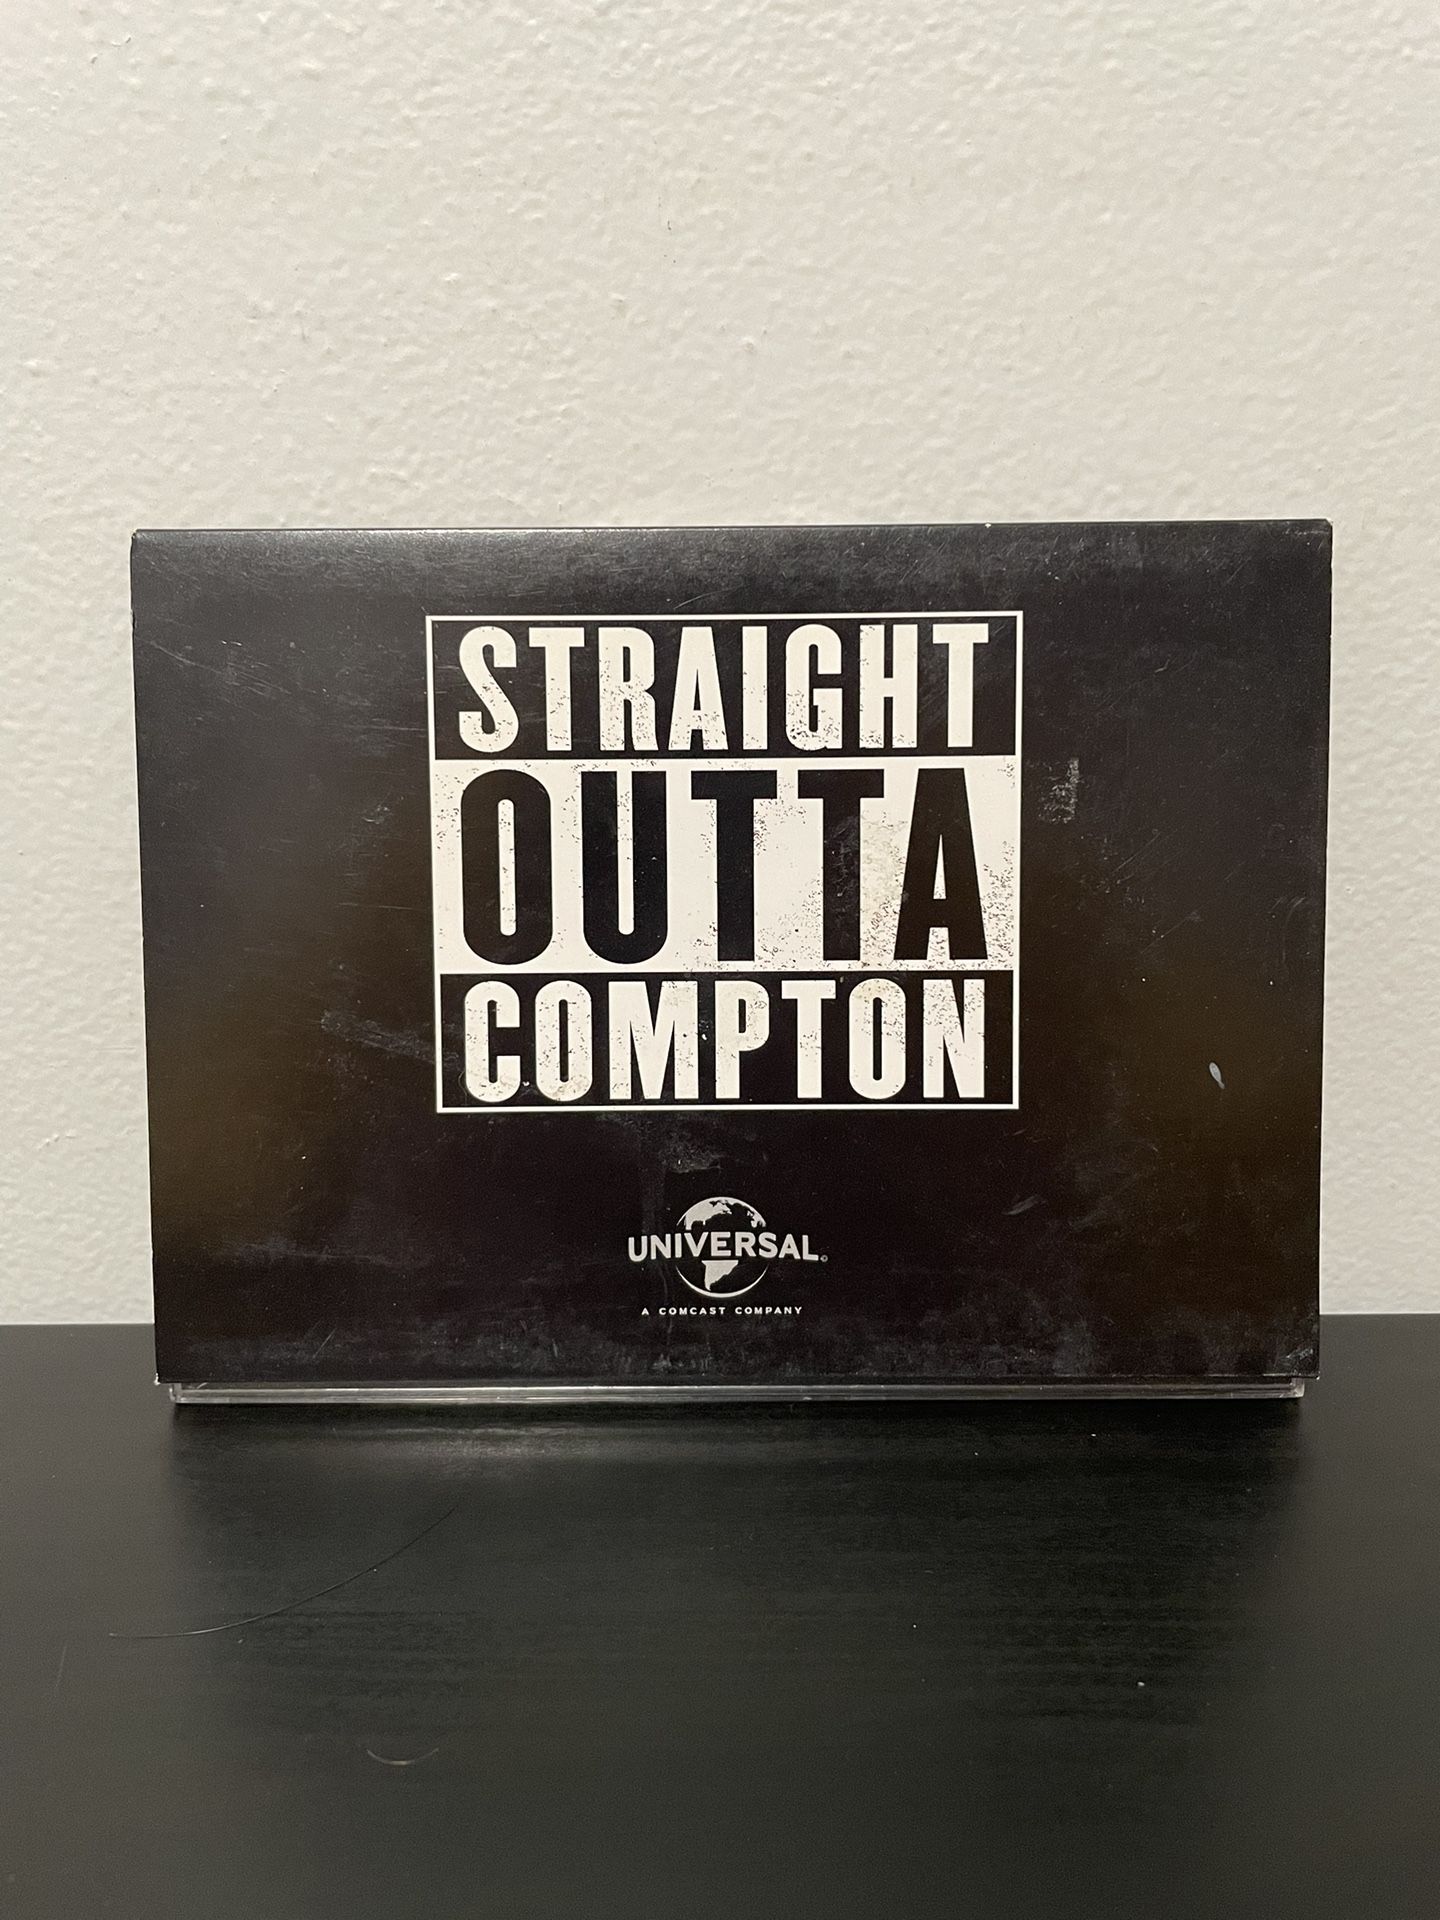 STRAIGHT
OUTTA
COMPTON
UNIVERSAL
A COMCAST COMPANY